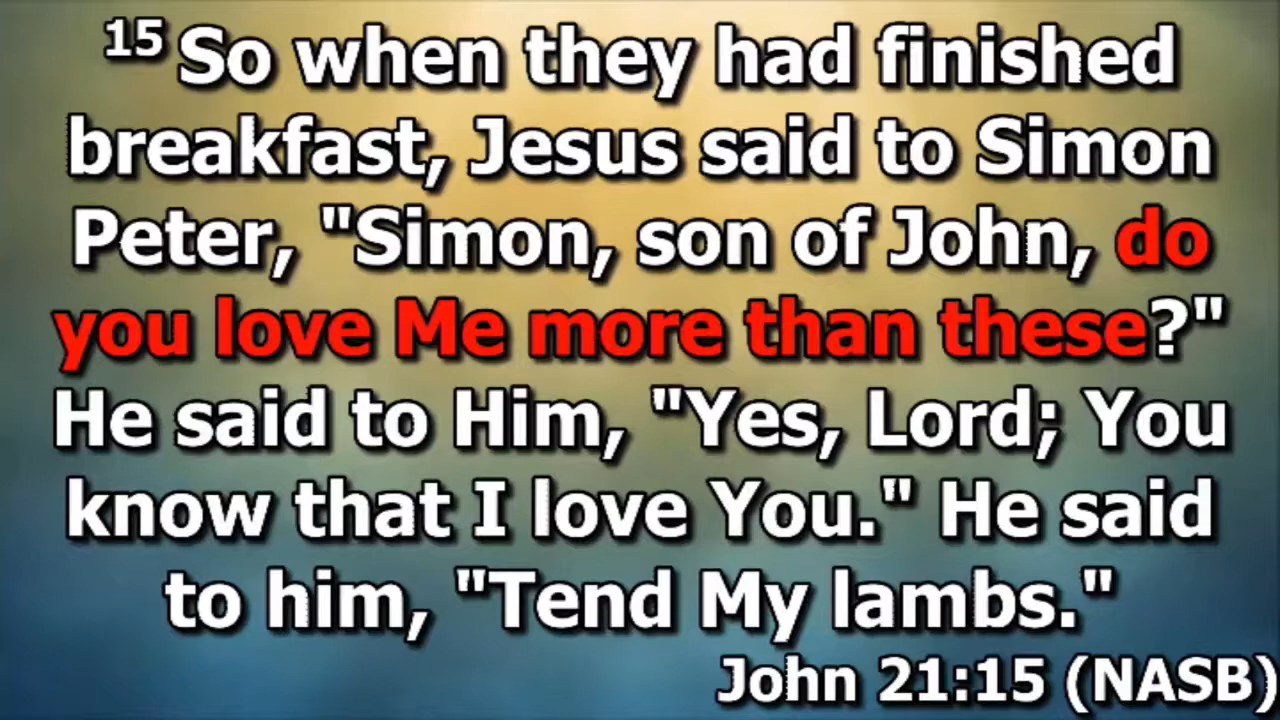 15 So when they had finished
breakfast, Jesus said to Simon
Peter, "Simon, son of John, do
you love Me more than these?"
He said to Him, "Yes, Lord; You
know that I love You." He said
to him, "Tend My lambs."
John 21:15 (NASB)